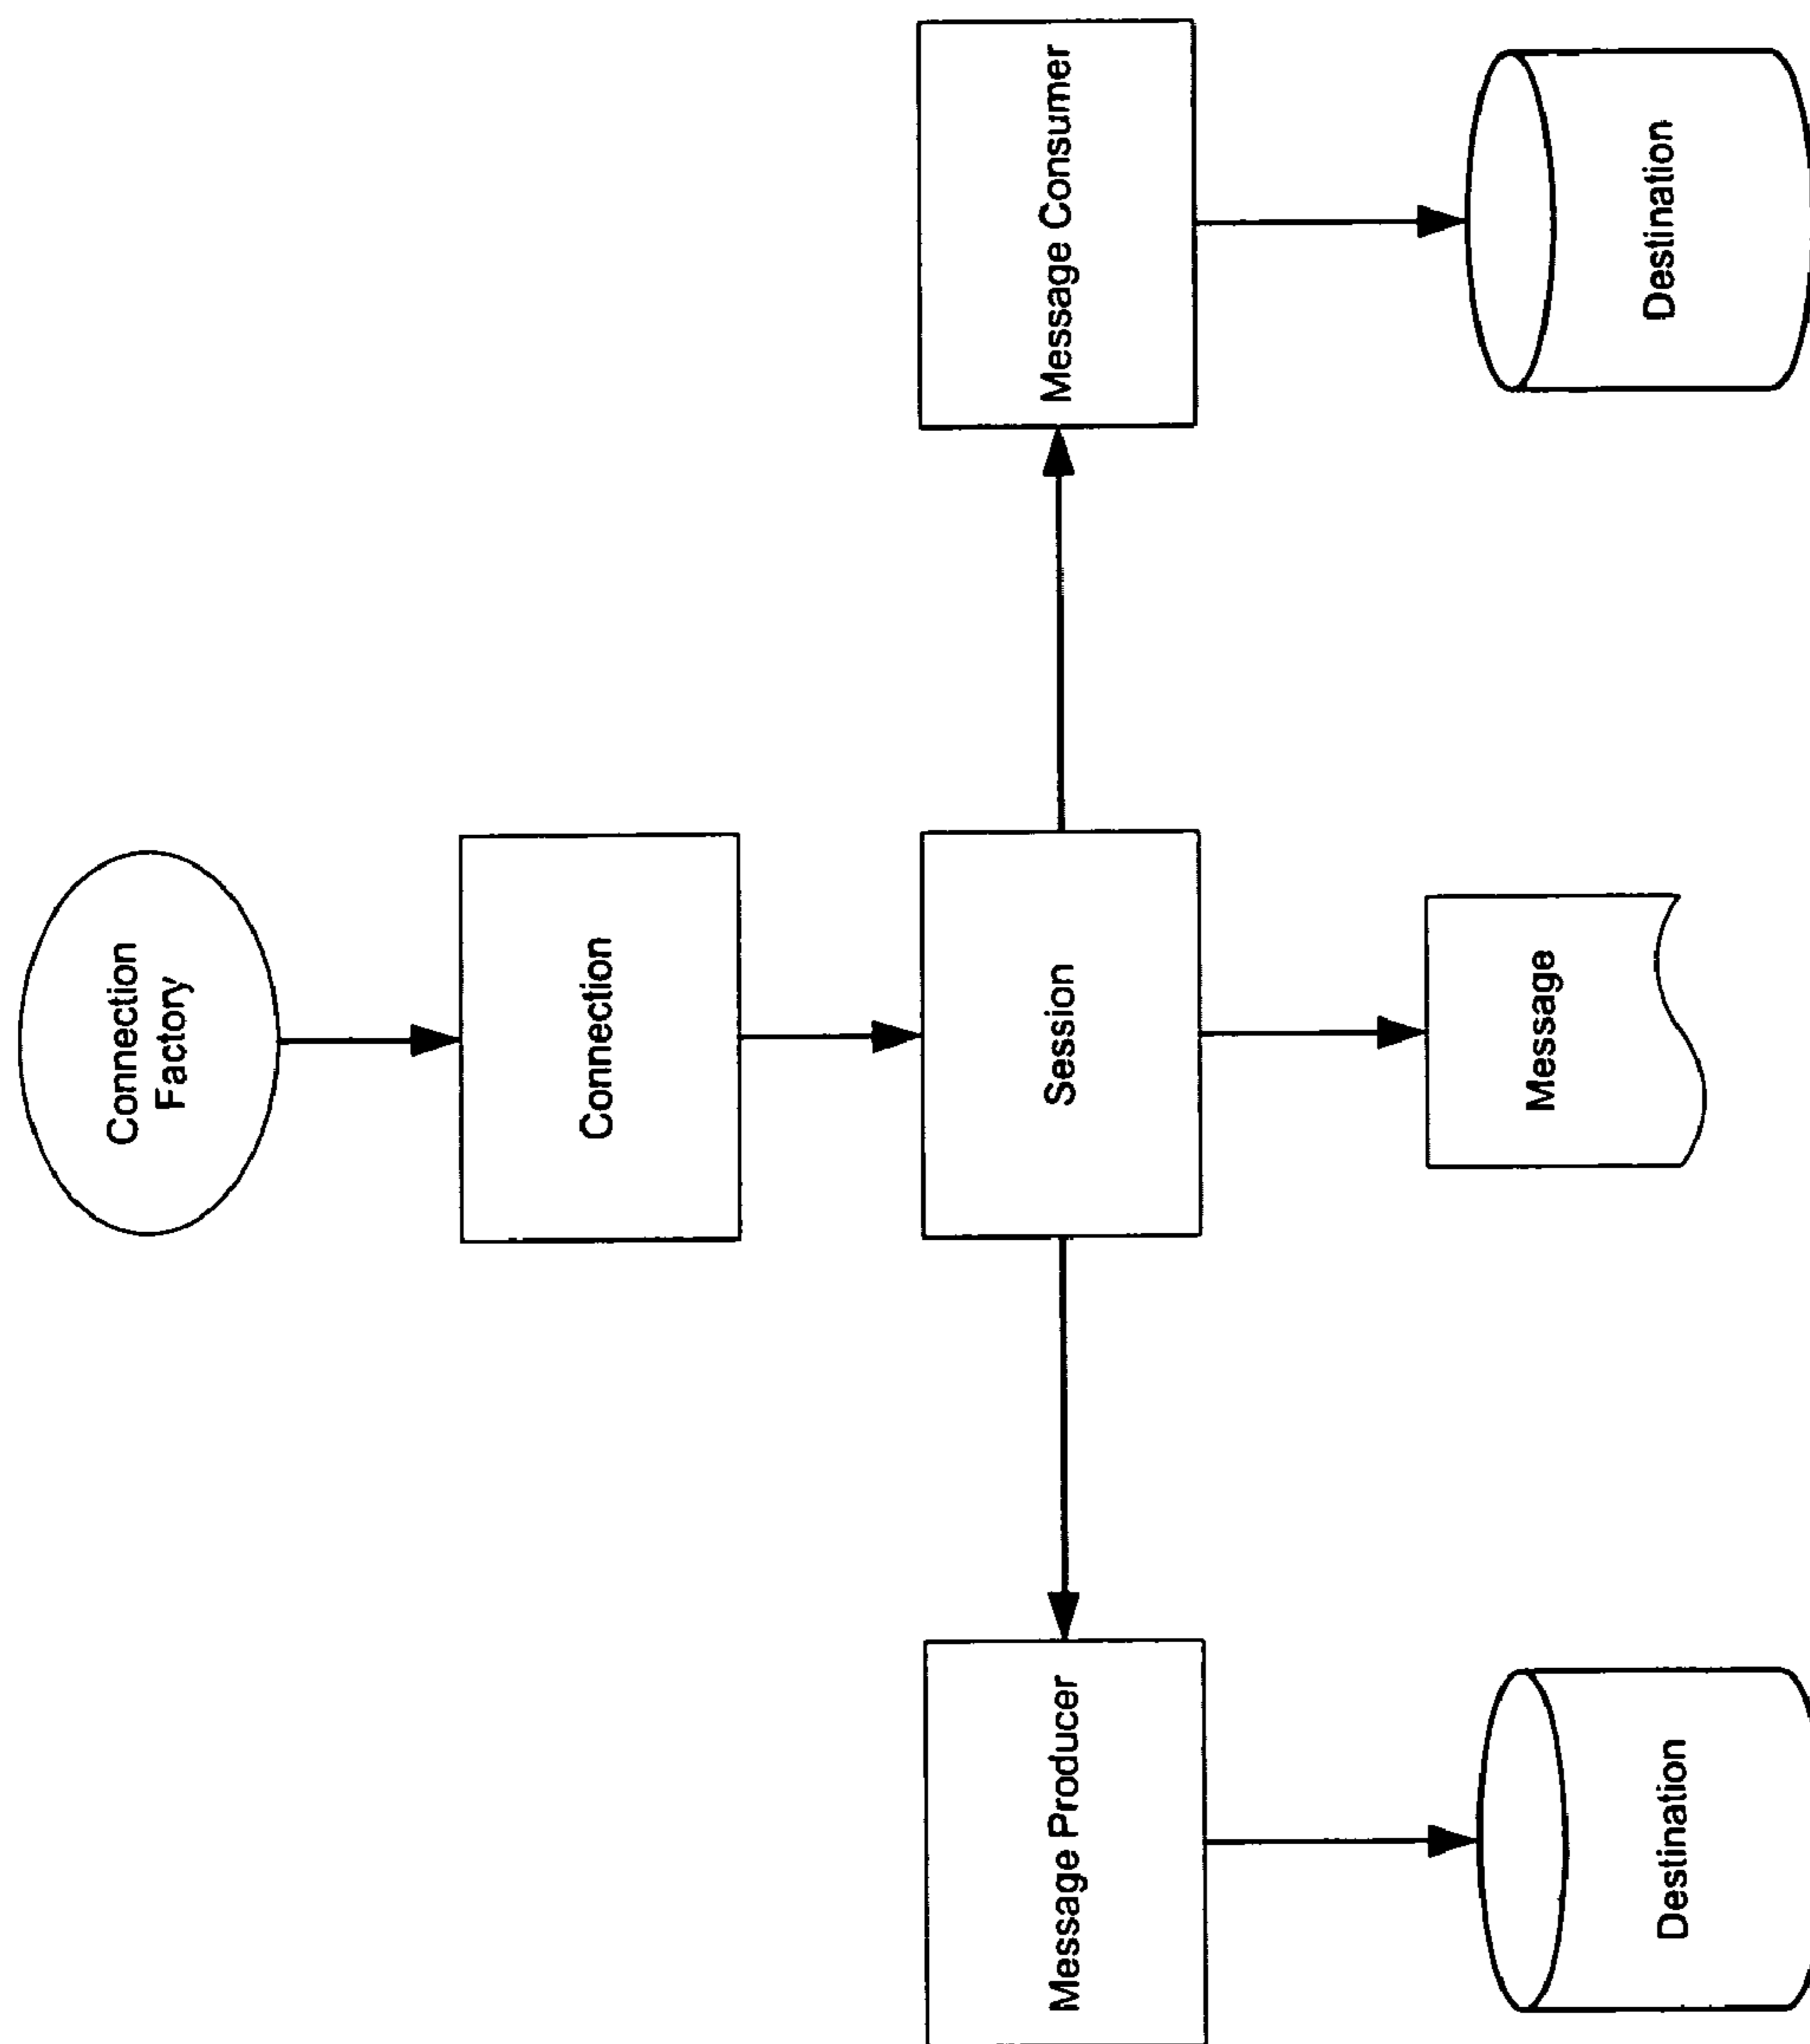 Connection
Factory
Connection
Message Producer
Session
Message Consumer
Destination
Message
Destination